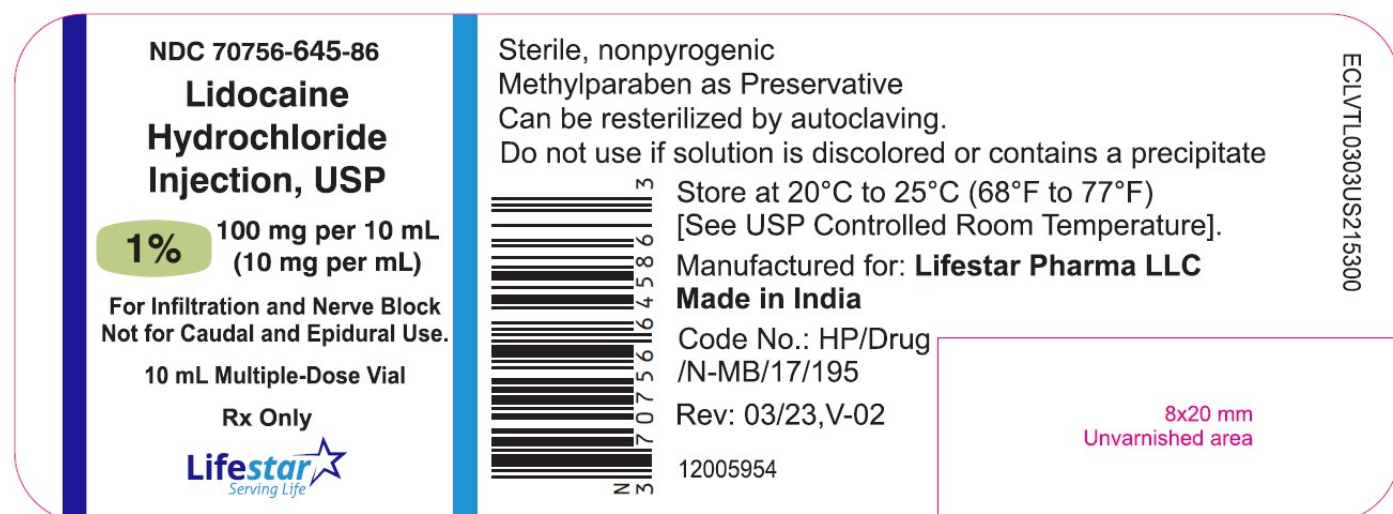 NDC 70756-645-86
Lidocaine
Hydrochloride
Injection, USP
1%
100 mg per 10 mL
(10 mg per mL)
For Infiltration and Nerve Block
Not for Caudal and Epidural Use.
10 mL Multiple-Dose Vial
Rx Only
Lifestar
Serving Life
Sterile, nonpyrogenic
Methylparaben as Preservative
Can be resterilized by autoclaving.
Do not use if solution is discolored or contains a precipitate
N
3 70756 64586 3
Store at 20°C to 25°C (68°F to 77°F)
[See USP Controlled Room Temperature].
Manufactured for: Lifestar Pharma LLC
Made in India
Code No.: HP/Drug
/N-MB/17/195
Rev: 03/23,V-02
12005954
ECLVTL0303US215300
8x20 mm
Unvarnished area